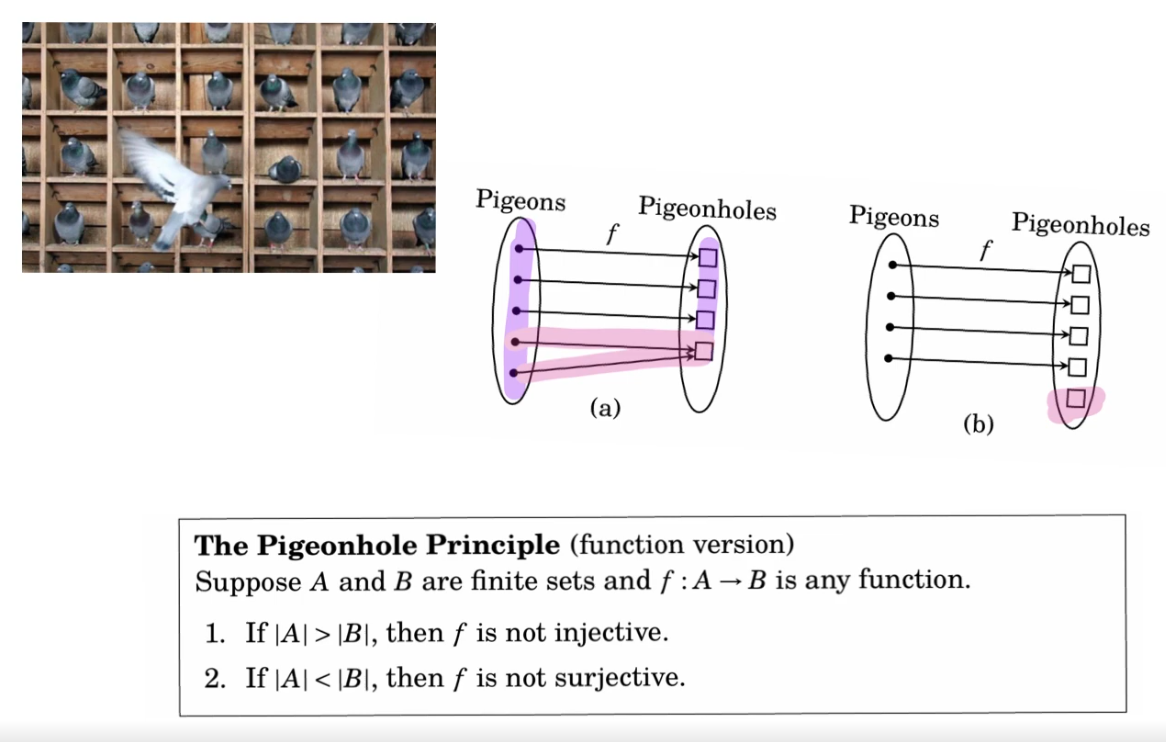 Pigeons
Pigeonholes
f
(a)
Pigeons
Pigeonholes
f
(b)
The Pigeonhole Principle (function version)
Suppose A and B are finite sets and f : A → B is any function.
1. If |A| > |B|, then f is not injective.
2. If |A| < |B|, then f is not surjective.